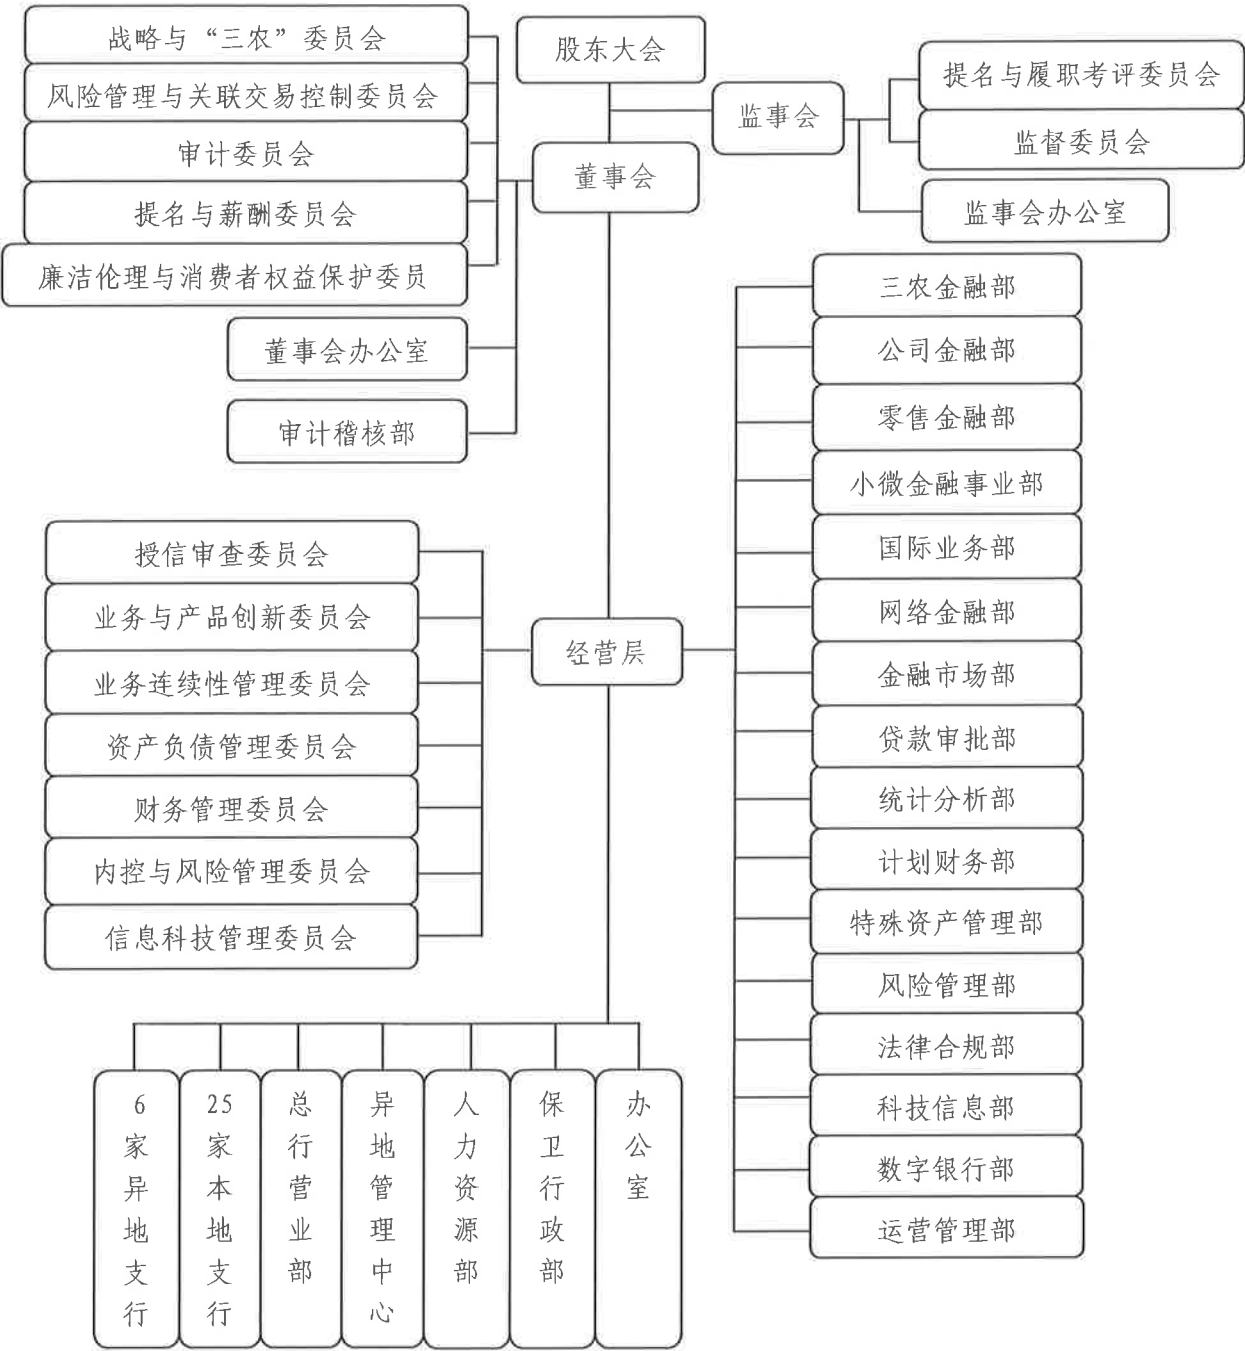 股东大会
监事会
提名与履职考评委员会
监督委员会
监事会办公室
董事会
战略与“三农”委员会
风险管理与关联交易控制委员会
审计委员会
提名与薪酬委员会
廉洁伦理与消费者权益保护委员
董事会办公室
审计稽核部
经营层
授信审查委员会
业务与产品创新委员会
业务连续性管理委员会
资产负债管理委员会
财务管理委员会
内控与风险管理委员会
信息科技管理委员会
三农金融部
公司金融部
零售金融部
小微金融事业部
国际业务部
网络金融部
金融市场部
贷款审批部
统计分析部
计划财务部
特殊资产管理部
风险管理部
法律合规部
科技信息部
数字银行部
运营管理部
6家异地支行
25家本地支行
总行营业部
异地管理中心
人力资源部
保卫行政部
办公室